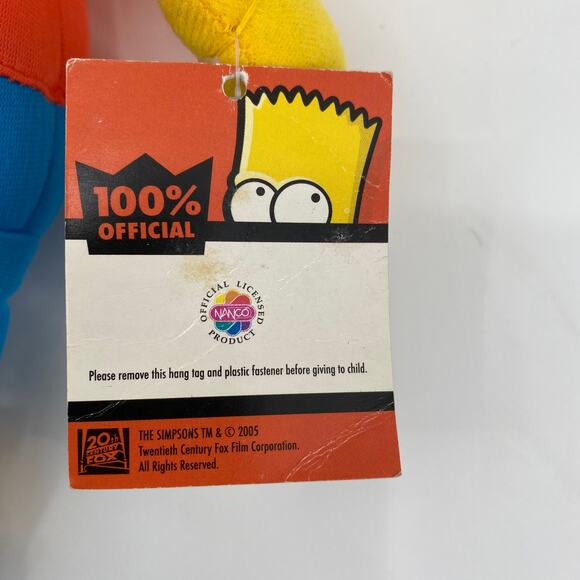 100%
OFFICIAL
OFFICIAL LICENSED
NANCO
PRODUCT
Please remove this hang tag and plastic fastener before giving to child.
20th
CENTURY
FOX
THE SIMPSONS TM & © 2005
Twentieth Century Fox Film Corporation.
All Rights Reserved.